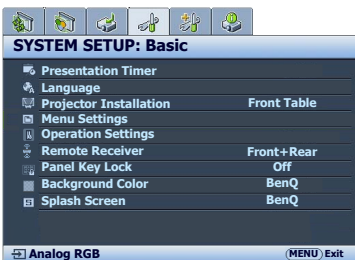 SYSTEM SETUP: Basic
Presentation Timer
Language
Projector Installation Front Table
Menu Settings
Operation Settings
Remote Receiver Front+Rear
Panel Key Lock Off
Background Color BenQ
Splash Screen BenQ
Analog RGB MENU Exit